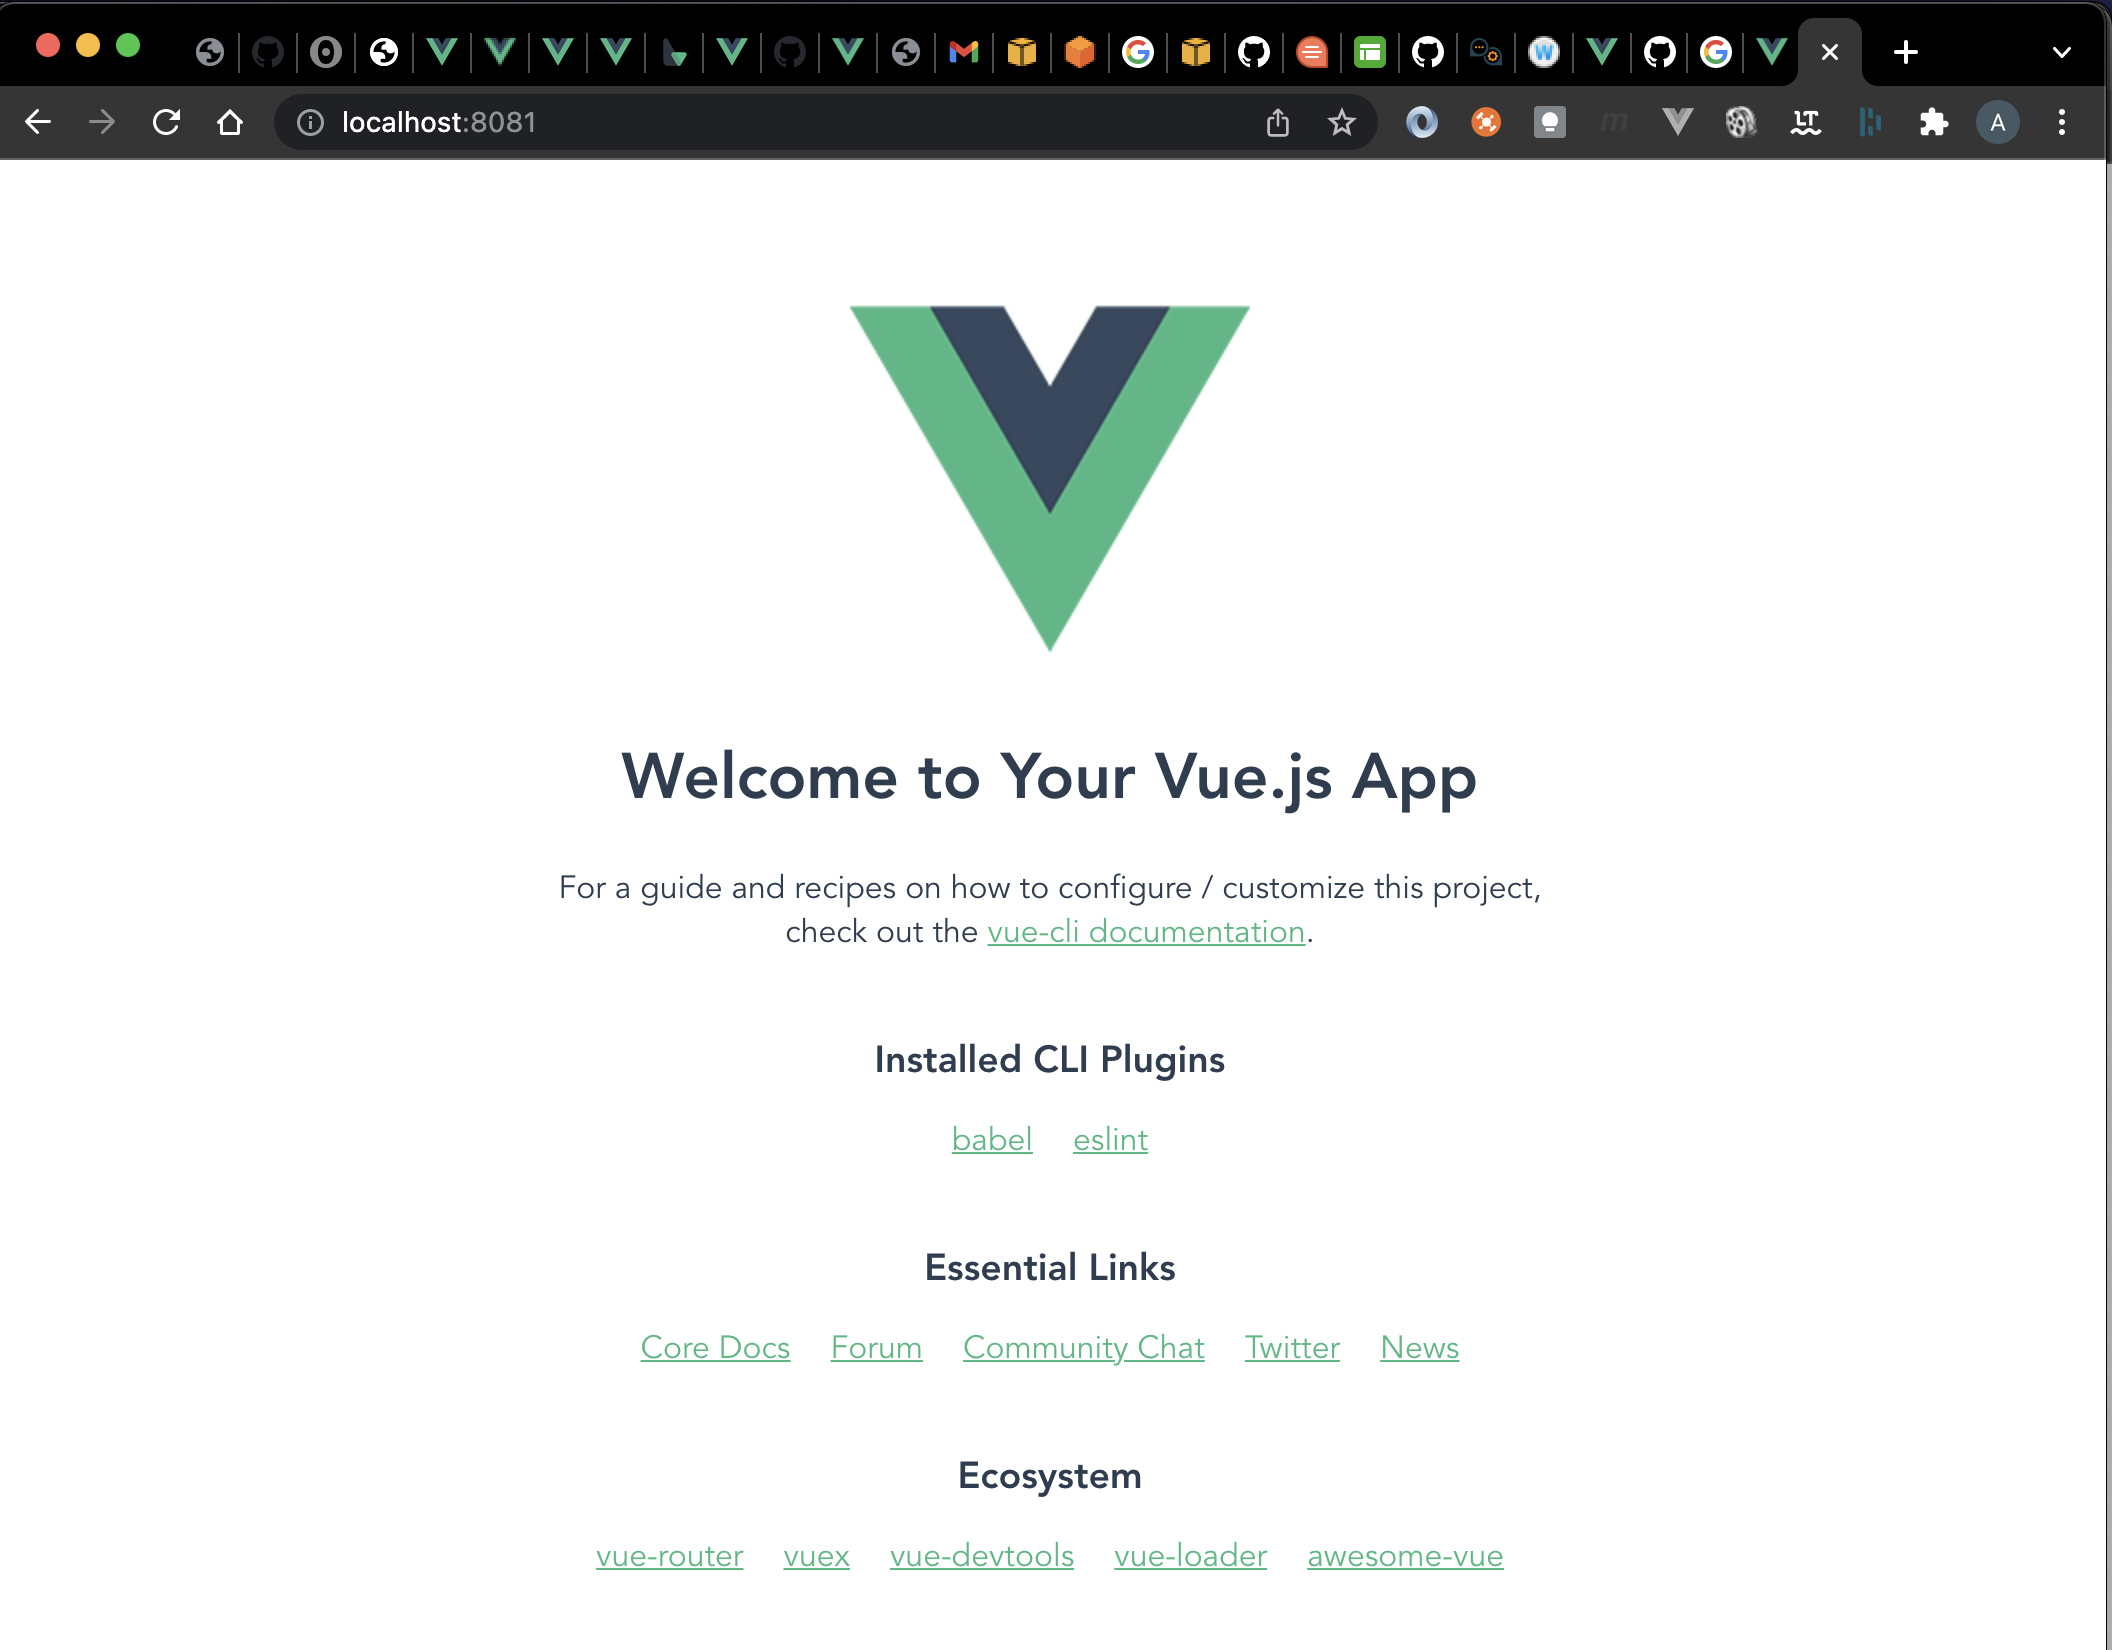 localhost:8081
LT
A
Welcome to Your Vue.js App
For a guide and recipes on how to configure / customize this project,
check out the vue-cli documentation.
Installed CLI Plugins
babel eslint
Essential Links
Core Docs Forum Community Chat Twitter News
Ecosystem
vue-router vuex vue-devtools vue-loader awesome-vue